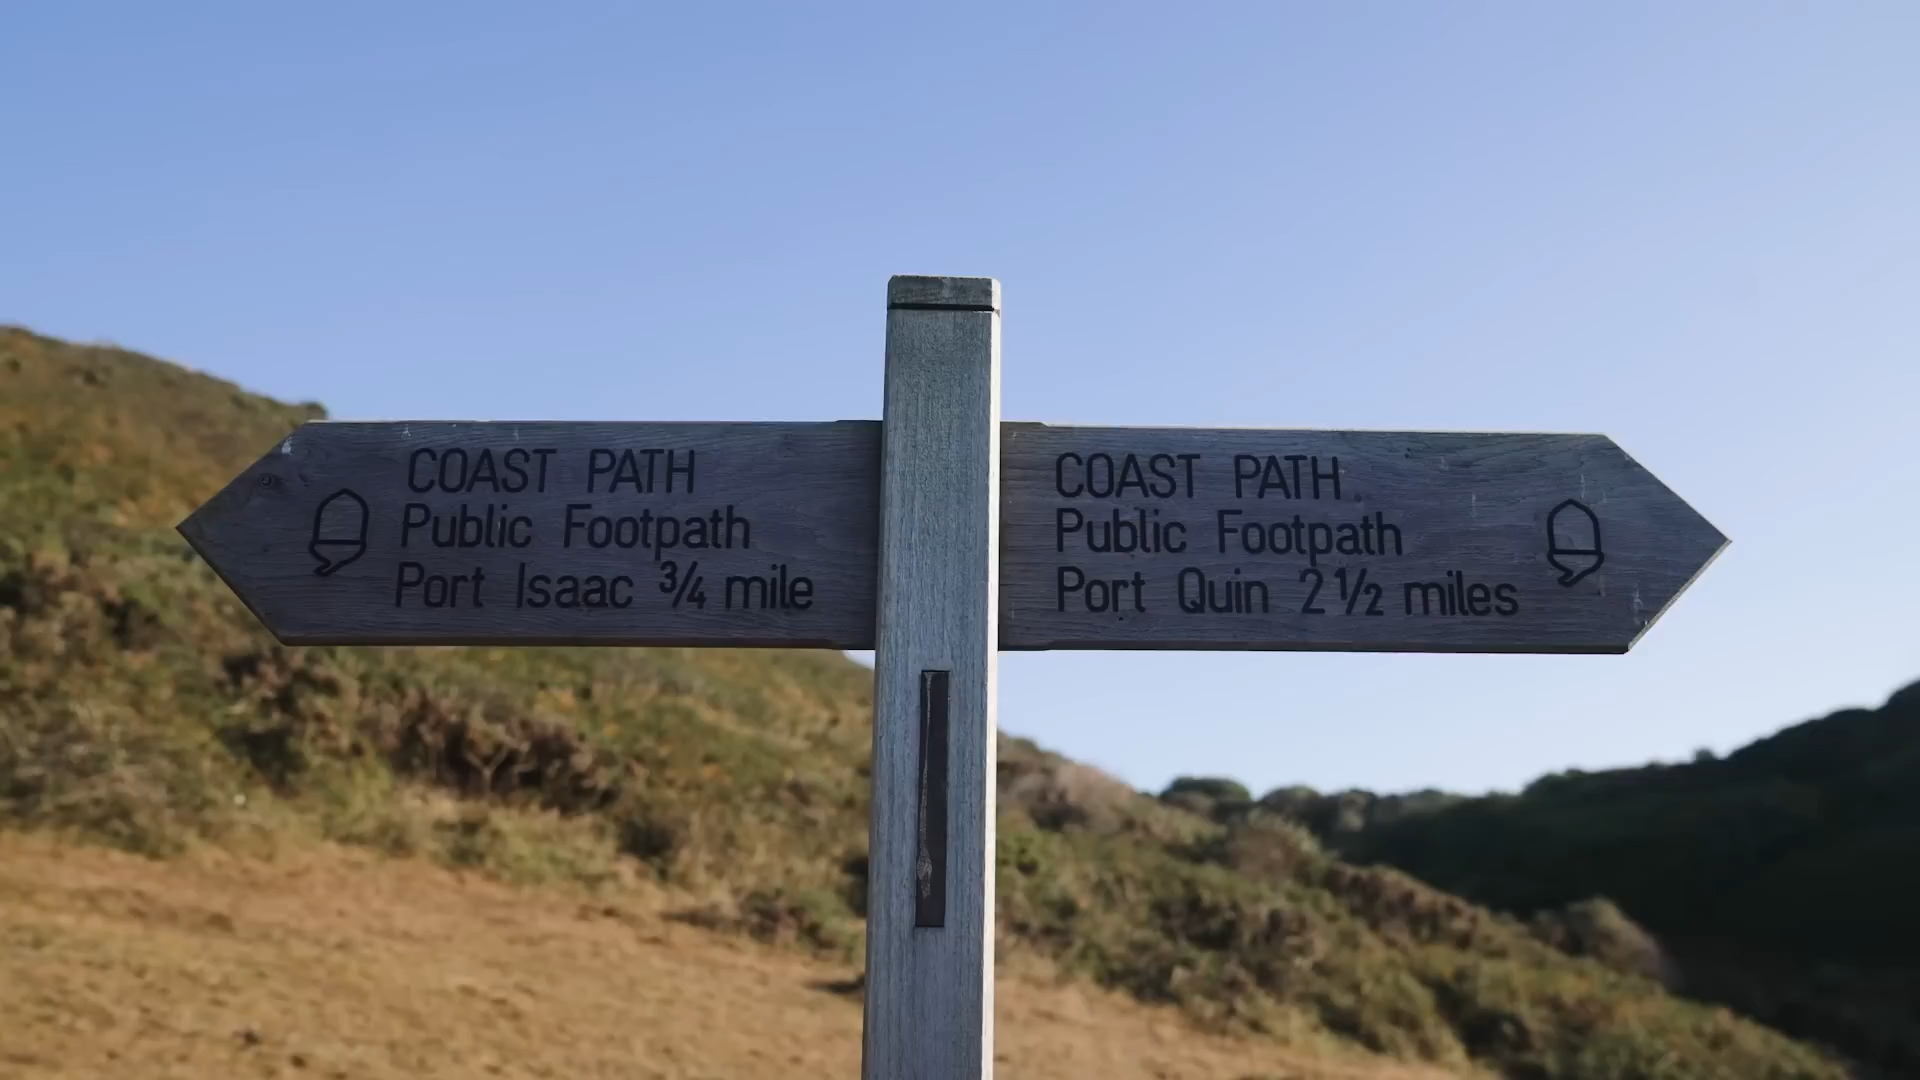 COAST PATH
Public Footpath
Port Isaac ¾ mile
COAST PATH
Public Footpath
Port Quin 2½ miles